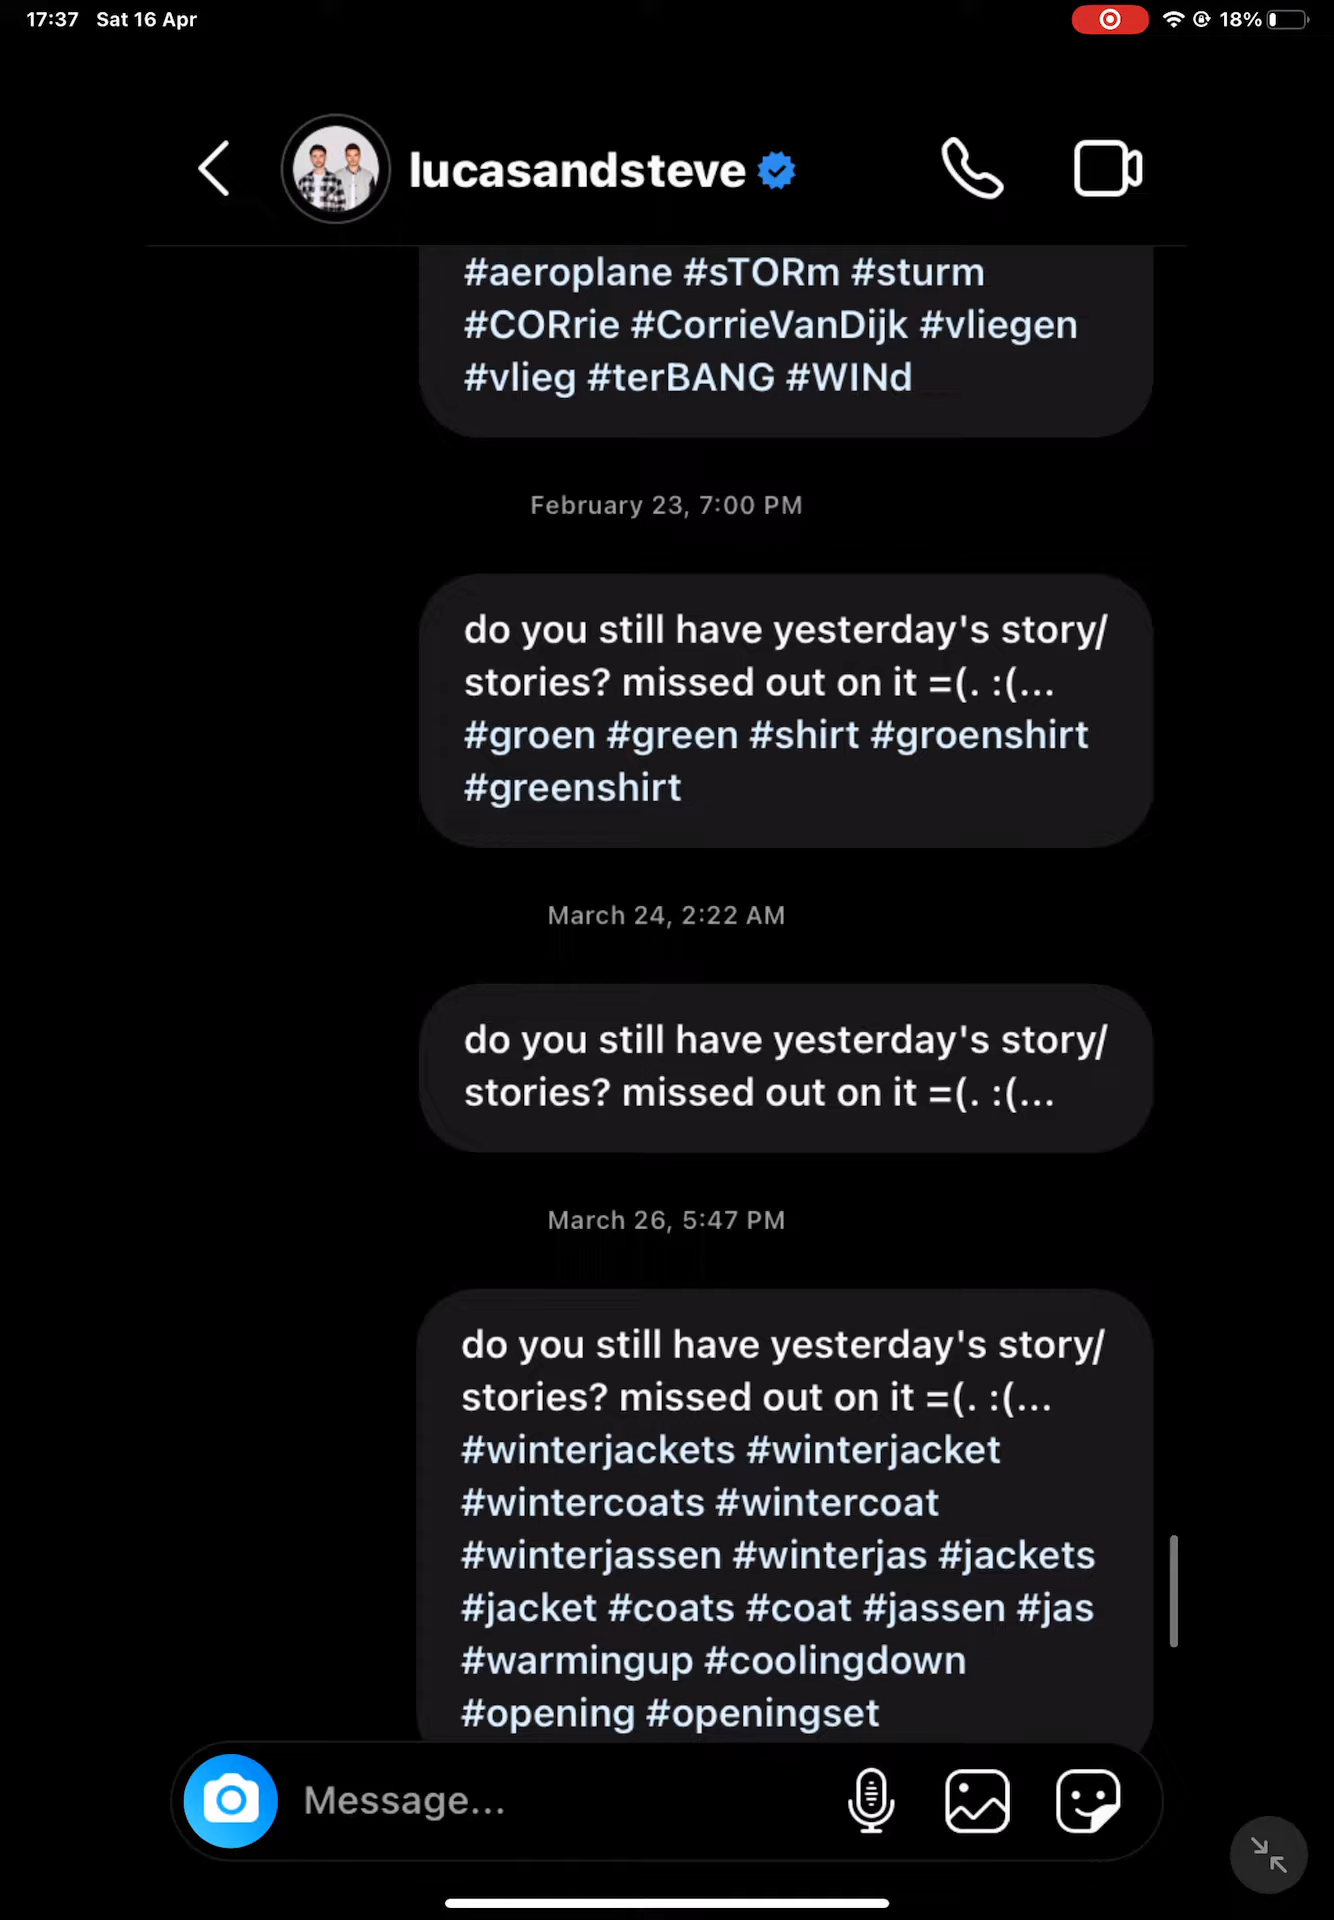 17:37 Sat 16 Apr 18%
lucasandsteve
#aeroplane #sTORm #sturm
#CORrie #CorrieVanDijk #vliegen
#vlieg #terBANG #WINd
February 23, 7:00 PM
do you still have yesterday's story/
stories? missed out on it =(. :(...
#groen #green #shirt #groenshirt
#greenshirt
March 24, 2:22 AM
do you still have yesterday's story/
stories? missed out on it =(. :(...
March 26, 5:47 PM
do you still have yesterday's story/
stories? missed out on it =(. :(...
#winterjackets #winterjacket
#wintercoats #wintercoat
#winterjassen #winterjas #jackets
#jacket #coats #coat #jassen #jas
#warmingup #coolingdown
#opening #openingset
Message...